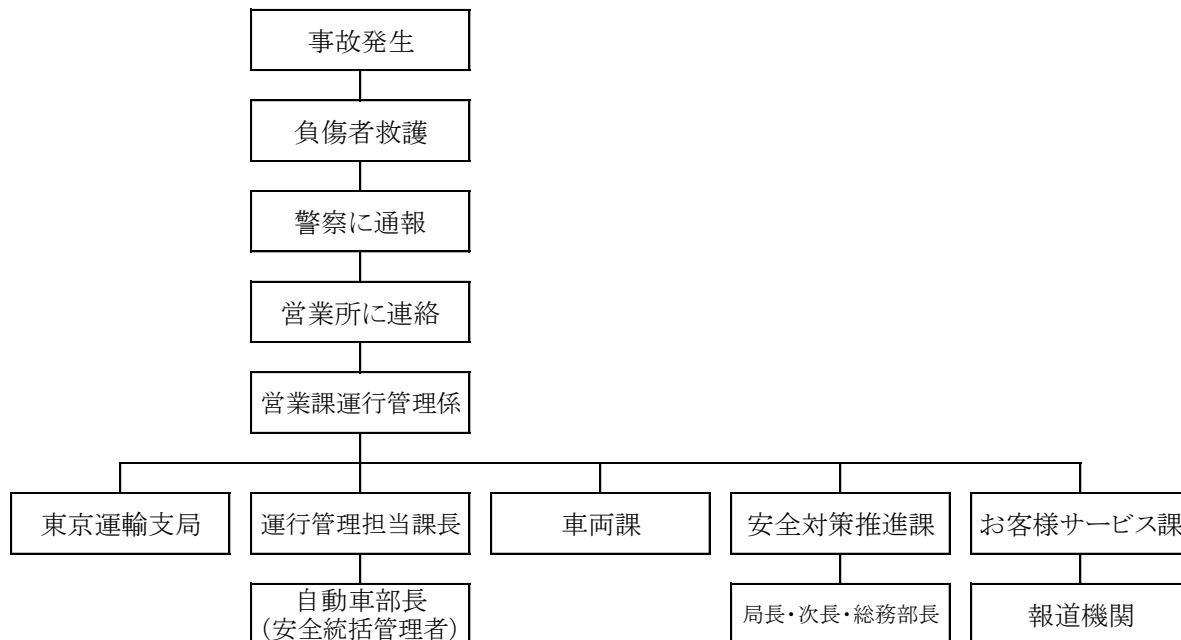 事故発生
負傷者救護
警察に通報
営業所に連絡
営業課運行管理係
東京運輸支局
運行管理担当課長
車両課
安全対策推進課
お客様サービス課
自動車部長
（安全統括管理者）
局長・次長・総務部長
報道機関